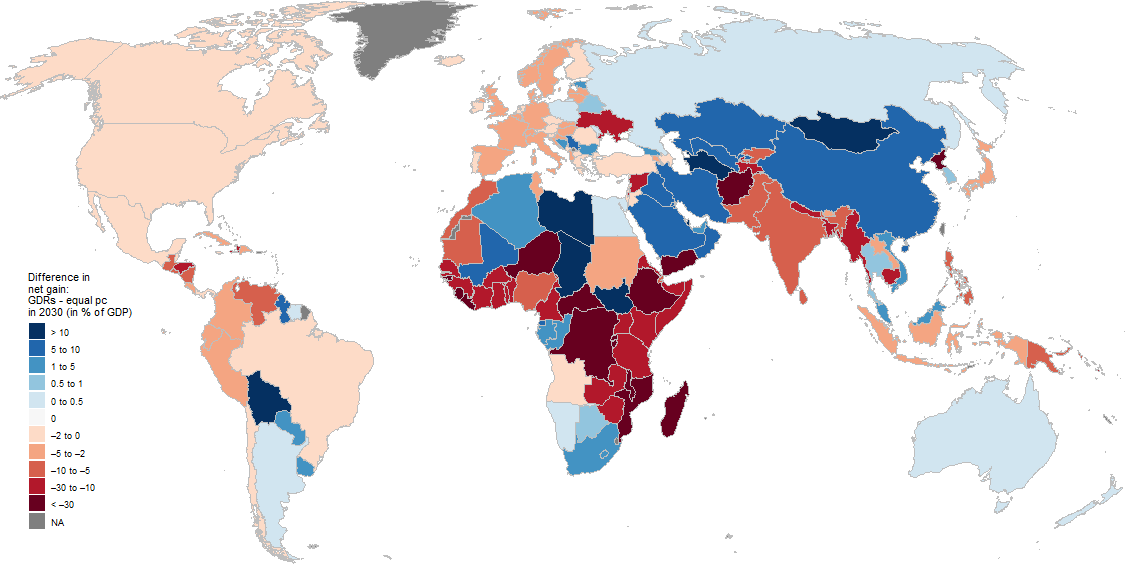 Difference in
net gain:
GDRs - equal pc
in 2030 (in % of GDP)
> 10
5 to 10
1 to 5
0.5 to 1
0 to 0.5
0
–2 to 0
–5 to –2
–10 to –5
–30 to –10
< –30
NA